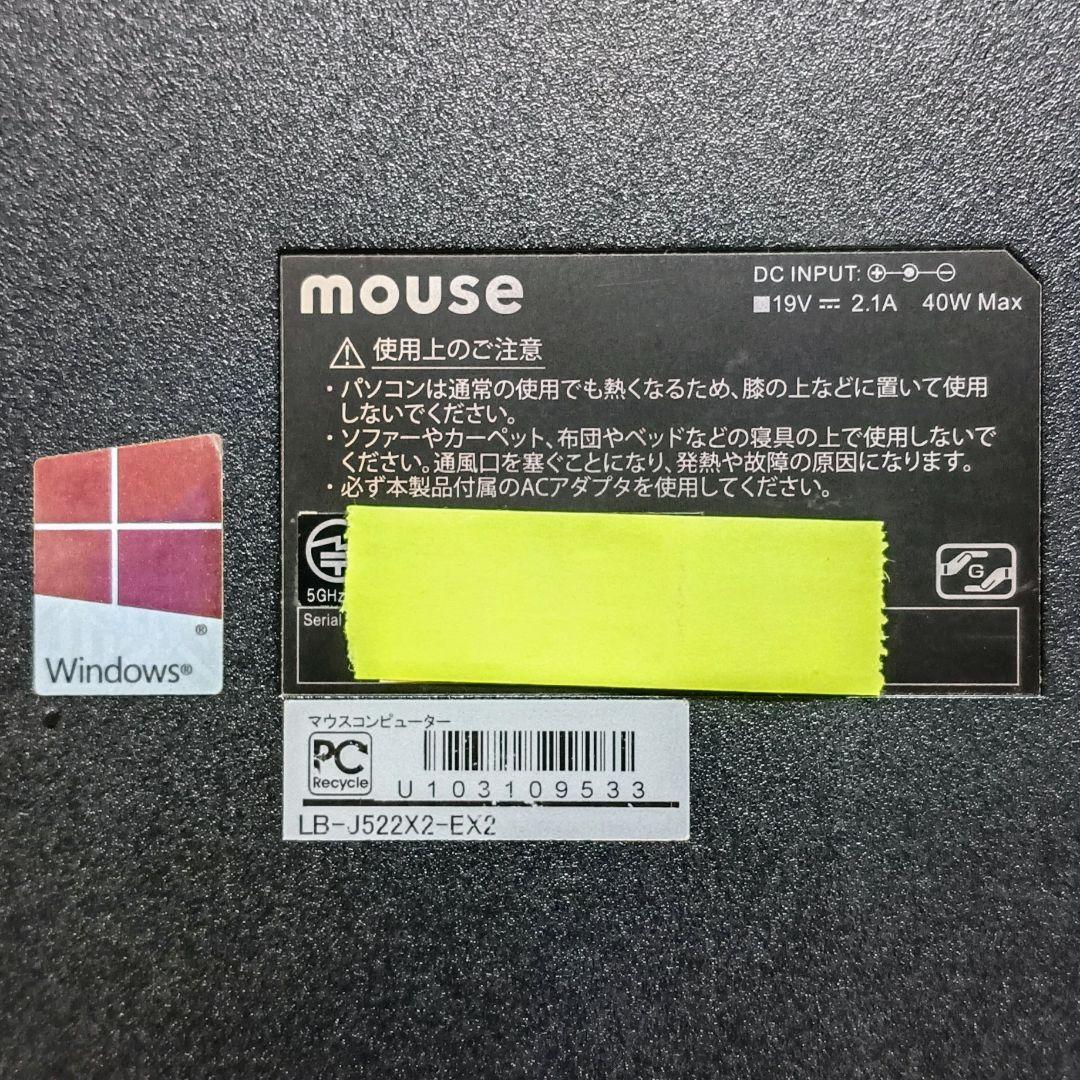 mouse
DC INPUT:
19V 2.1A 40W Max
使用上のご注意
・パソコンは通常の使用でも熱くなるため、膝の上などに置いて使用
しないでください。
・ソファーやカーペット、布団やベッドなどの寝具の上で使用しないで
ください。通風口を塞ぐことになり、発熱や故障の原因になります。
・必ず本製品付属のACアダプタを使用してください。
5GHz
G
Serial
Windows®
マウスコンピューター
PC
Recycle
U103109533
LB-J522X2-EX2